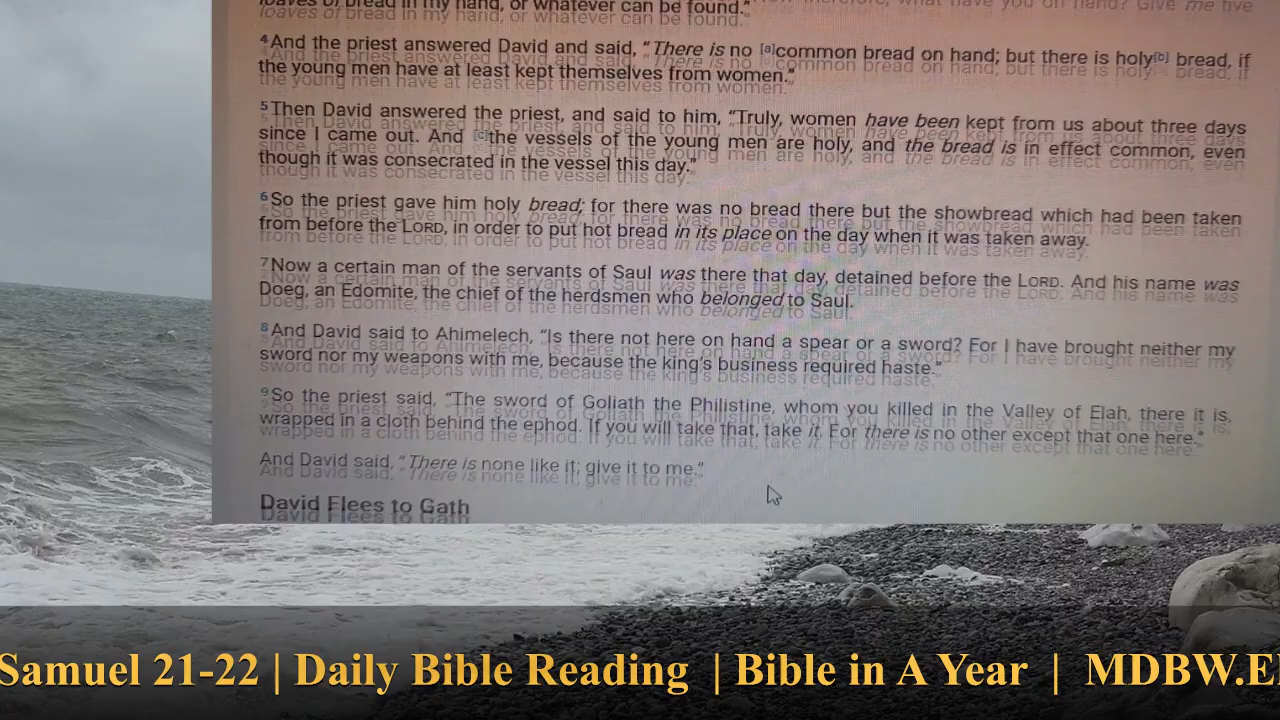 loaves of bread in my hand, or whatever can be found."
⁴And the priest answered David and said, "There is no [a]common bread on hand; but there is holy[b] bread, if
the young men have at least kept themselves from women."
⁵Then David answered the priest, and said to him, "Truly, women have been kept from us about three days
since I came out. And [c]the vessels of the young men are holy, and the bread is in effect common, even
though it was consecrated in the vessel this day."
⁶So the priest gave him holy bread; for there was no bread there but the showbread which had been taken
from before the LORD, in order to put hot bread in its place on the day when it was taken away.
⁷Now a certain man of the servants of Saul was there that day, detained before the LORD. And his name was
Doeg, an Edomite, the chief of the herdsmen who belonged to Saul.
⁸And David said to Ahimelech, "Is there not here on hand a spear or a sword? For I have brought neither my
sword nor my weapons with me, because the king's business required haste."
⁹So the priest said, "The sword of Goliath the Philistine, whom you killed in the Valley of Elah, there it is,
wrapped in a cloth behind the ephod. If you will take that, take it. For there is no other except that one here."
And David said, "There is none like it; give it to me."
David Flees to Gath
Samuel 21-22 | Daily Bible Reading | Bible in A Year | MDBW.E